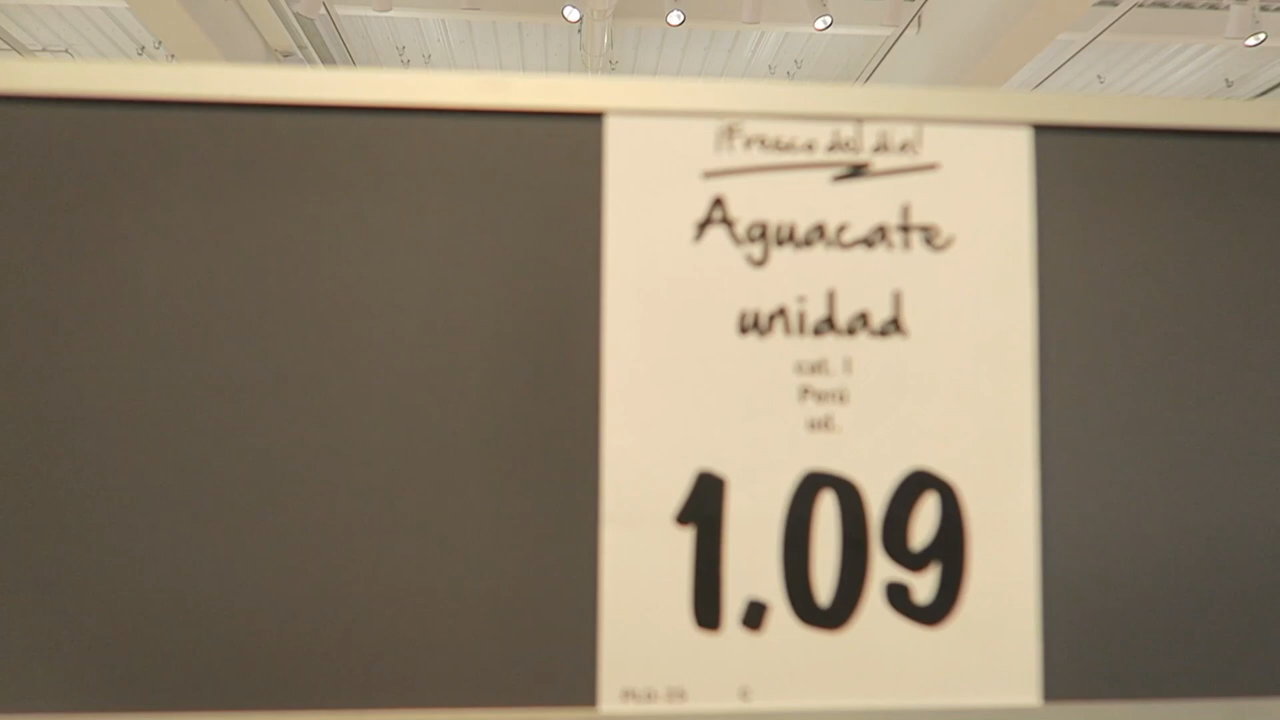 ¡Fresco del día!
Aguacate
unidad
cat. I
Perú
ud.
1.09